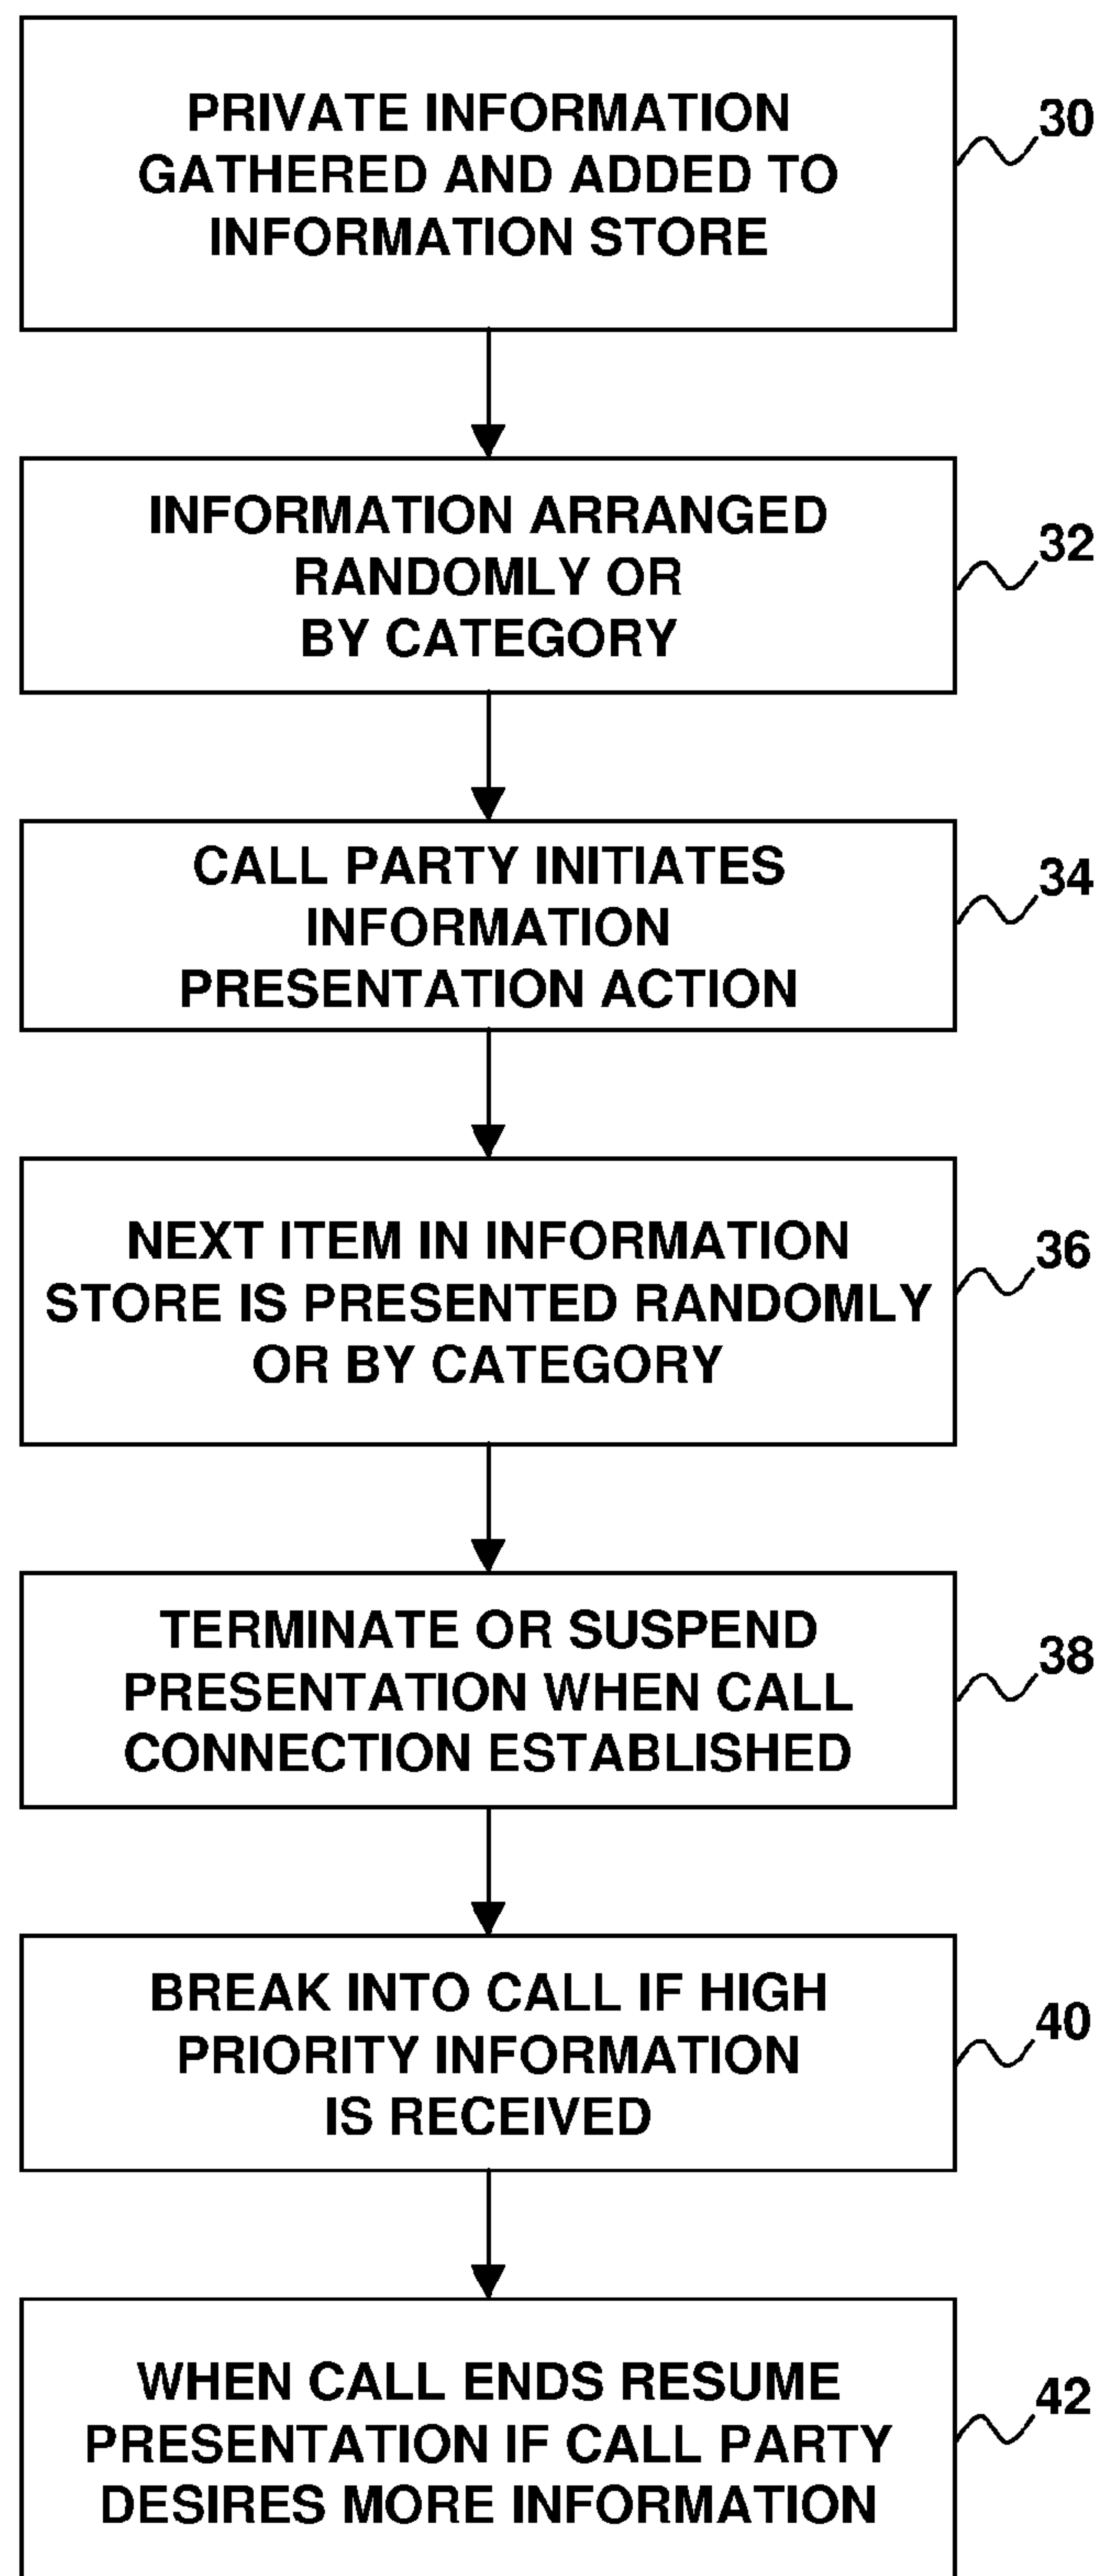 PRIVATE INFORMATION
GATHERED AND ADDED TO
INFORMATION STORE
30
INFORMATION ARRANGED
RANDOMLY OR
BY CATEGORY
32
CALL PARTY INITIATES
INFORMATION
PRESENTATION ACTION
34
NEXT ITEM IN INFORMATION
STORE IS PRESENTED RANDOMLY
OR BY CATEGORY
36
TERMINATE OR SUSPEND
PRESENTATION WHEN CALL
CONNECTION ESTABLISHED
38
BREAK INTO CALL IF HIGH
PRIORITY INFORMATION
IS RECEIVED
40
WHEN CALL ENDS RESUME
PRESENTATION IF CALL PARTY
DESIRES MORE INFORMATION
42